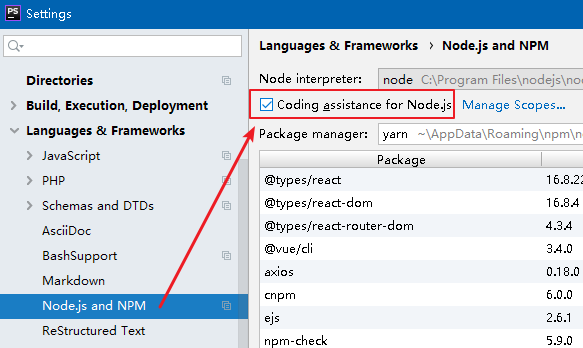 PS Settings
Languages & Frameworks › Node.js and NPM
Directories
Build, Execution, Deployment
Languages & Frameworks
JavaScript
PHP
Schemas and DTDs
AsciiDoc
BashSupport
Markdown
Node.js and NPM
ReStructured Text
Node interpreter: node C:\Program Files\nodejs\no
Coding assistance for Node.js Manage Scopes...
Package manager: yarn ~\AppData\Roaming\npm\n
Package
@types/react 16.8.22
@types/react-dom 16.8.4
@types/react-router-dom 4.3.4
@vue/cli 3.4.0
axios 0.18.0
cnpm 6.0.0
ejs 2.6.1
npm-check 5.9.0